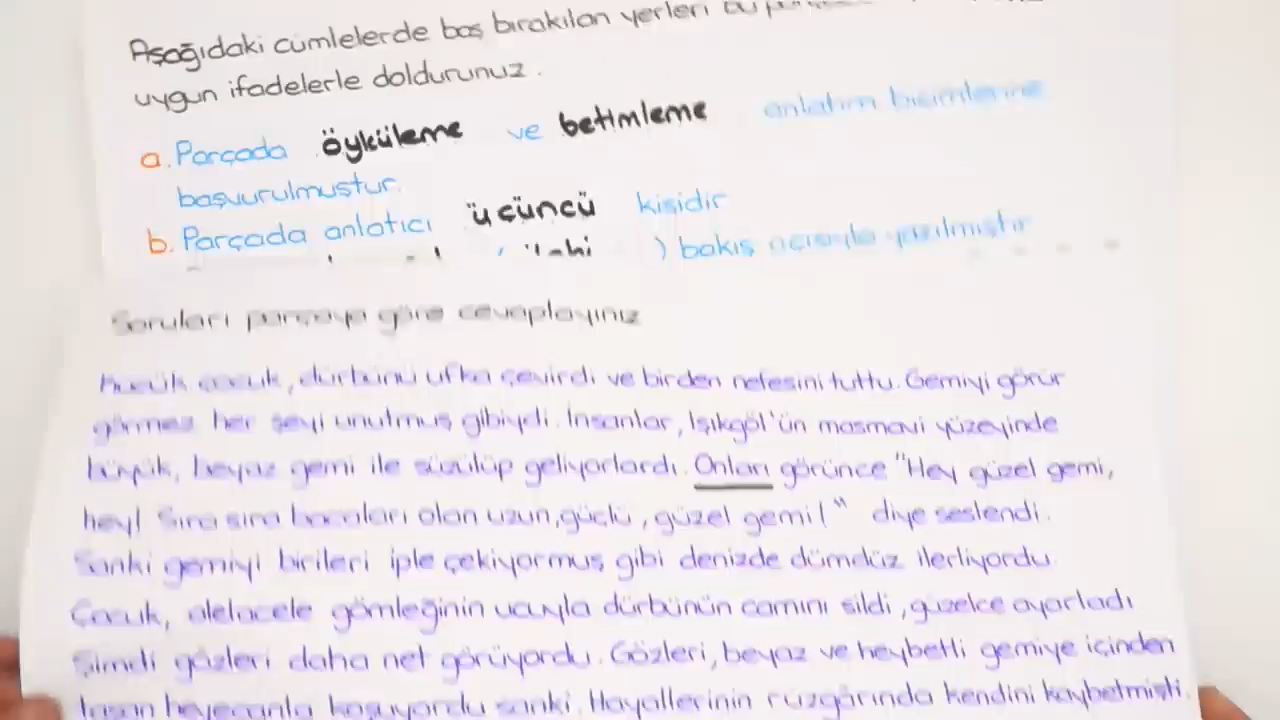 Aşağıdaki cümlelerde boş bırakılan yerleri
uygun ifadelerle doldurunuz.
a. Parçada öyküleme ve betimleme anlatım biçimlerine
başvurulmuştur.
b. Parçada anlatıcı üçüncü kişidir
) bakış açısıyla yazılmıştır
Soruları parçaya göre cevaplayınız
Küçük çocuk, dürbünü ufka çevirdi ve birden nefesini tuttu. Gemiyi görür
görmez her şeyi unutmuş gibiydi. İnsanlar, Işıkgöl'ün masmavi yüzeyinde
büyük, beyaz gemi ile süzülüp geliyorlardı. Onları görünce "Hey güzel gemi,
hey! Sıra sıra bacaları olan uzun, güçlü, güzel gemi!" diye seslendi.
Sanki gemiyi birileri iple çekiyormuş gibi denizde dümdüz ilerliyordu.
Çocuk, alelacele gömleğinin ucuyla dürbünün camını sildi, güzelce ayarladı
Şimdi gözleri daha net görüyordu. Gözleri, beyaz ve heybetli gemiye içinden
taşan heyecanla koşuyordu sanki. Hayallerinin rüzgârında kendini kaybetmişti.